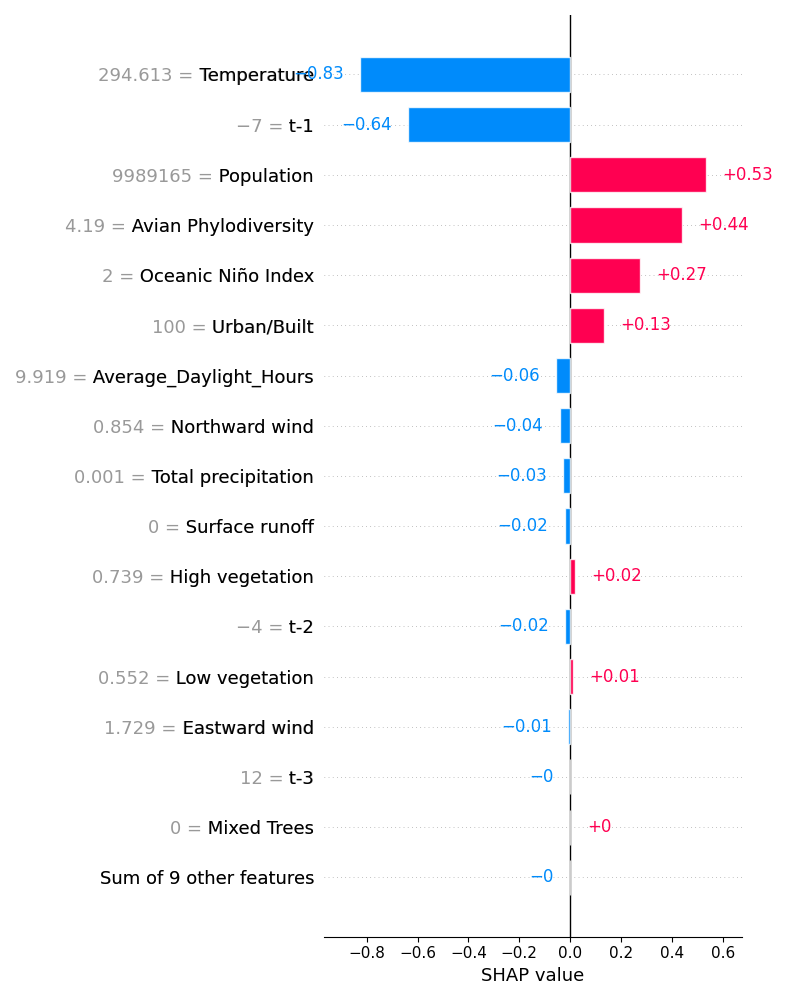 294.613 = Temperature −0.83
−7 = t-1 −0.64
9989165 = Population +0.53
4.19 = Avian Phylodiversity +0.44
2 = Oceanic Niño Index +0.27
100 = Urban/Built +0.13
9.919 = Average_Daylight_Hours −0.06
0.854 = Northward wind −0.04
0.001 = Total precipitation −0.03
0 = Surface runoff −0.02
0.739 = High vegetation +0.02
−4 = t-2 −0.02
0.552 = Low vegetation +0.01
1.729 = Eastward wind −0.01
12 = t-3 −0
0 = Mixed Trees +0
Sum of 9 other features −0
−0.8 −0.6 −0.4 −0.2 0.0 0.2 0.4 0.6
SHAP value